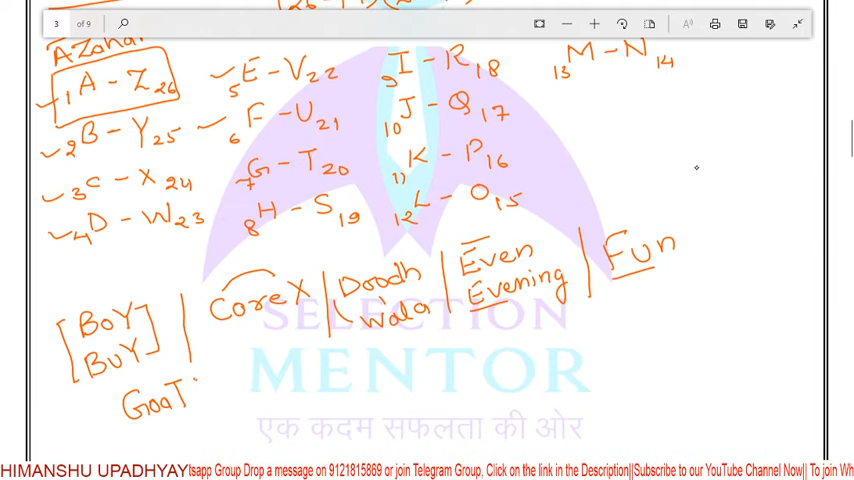 3 of 9
AZohar
1A - Z26
5E - V22
9I - R18
13M - N14
2B - Y25
6F - U21
10J - Q17
3C - X24
7G - T20
11K - P16
4D - W23
8H - S19
12L - O15
[BoY BuY] | CoreX | Doodh Wala | Even Evening | Fun
GoaT
SELECTION
MENTOR
एक कदम सफलता की ओर
HIMANSHU UPADHYAY tsapp Group Drop a message on 9121815869 or join Telegram Group, Click on the link in the Description||Subscribe to our YouTube Channel Now||To join Wh